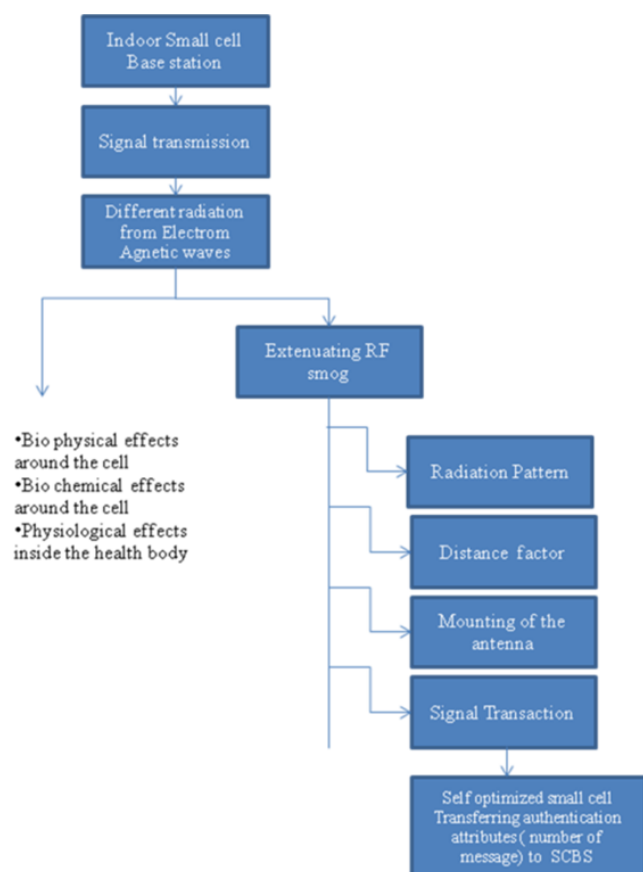 Indoor Small cell
Base station
Signal transmission
Different radiation
from Electrom
Agnetic waves
Extenuating RF
smog
•Bio physical effects
around the cell
•Bio chemical effects
around the cell
•Physiological effects
inside the health body
Radiation Pattern
Distance factor
Mounting of the
antenna
Signal Transaction
Self optimized small cell
Transferring authentication
attributes ( number of
message) to SCBS